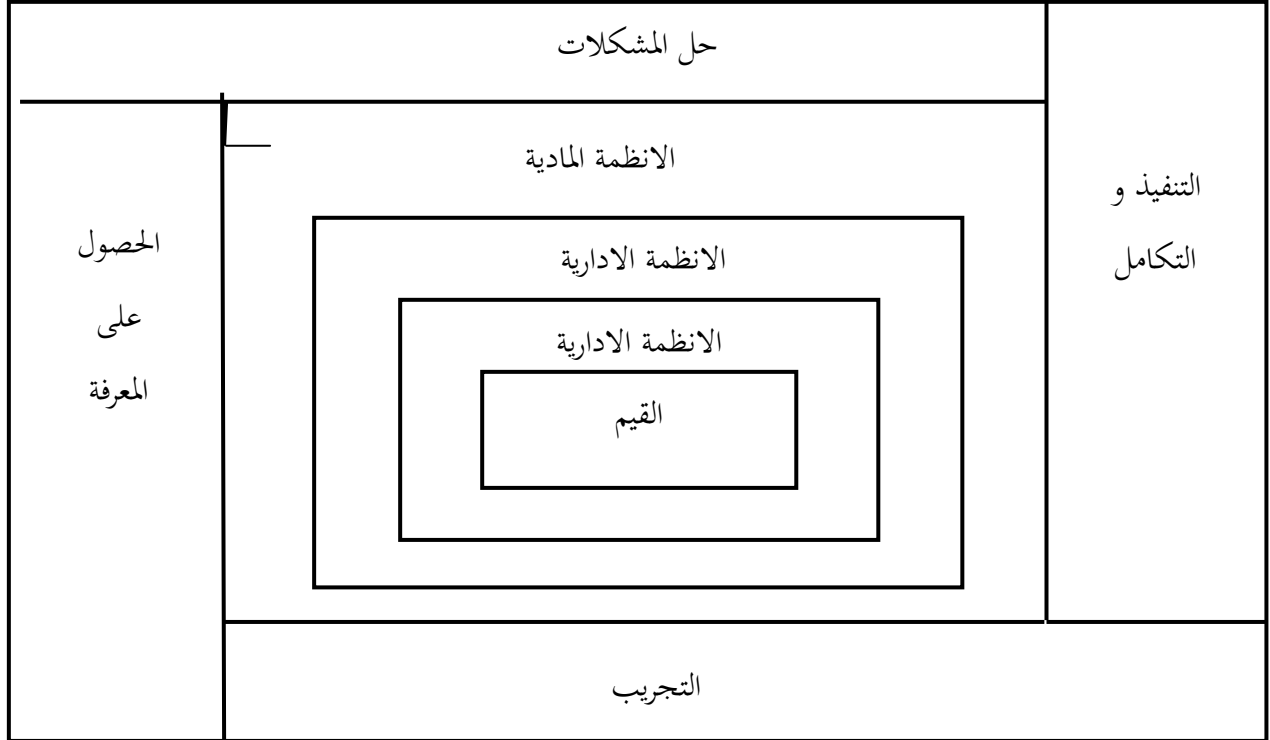 حل المشكلات
الانظمة المادية
التنفيذ و
التكامل
الحصول
على
المعرفة
الانظمة الادارية
الانظمة الادارية
القيم
التجريب